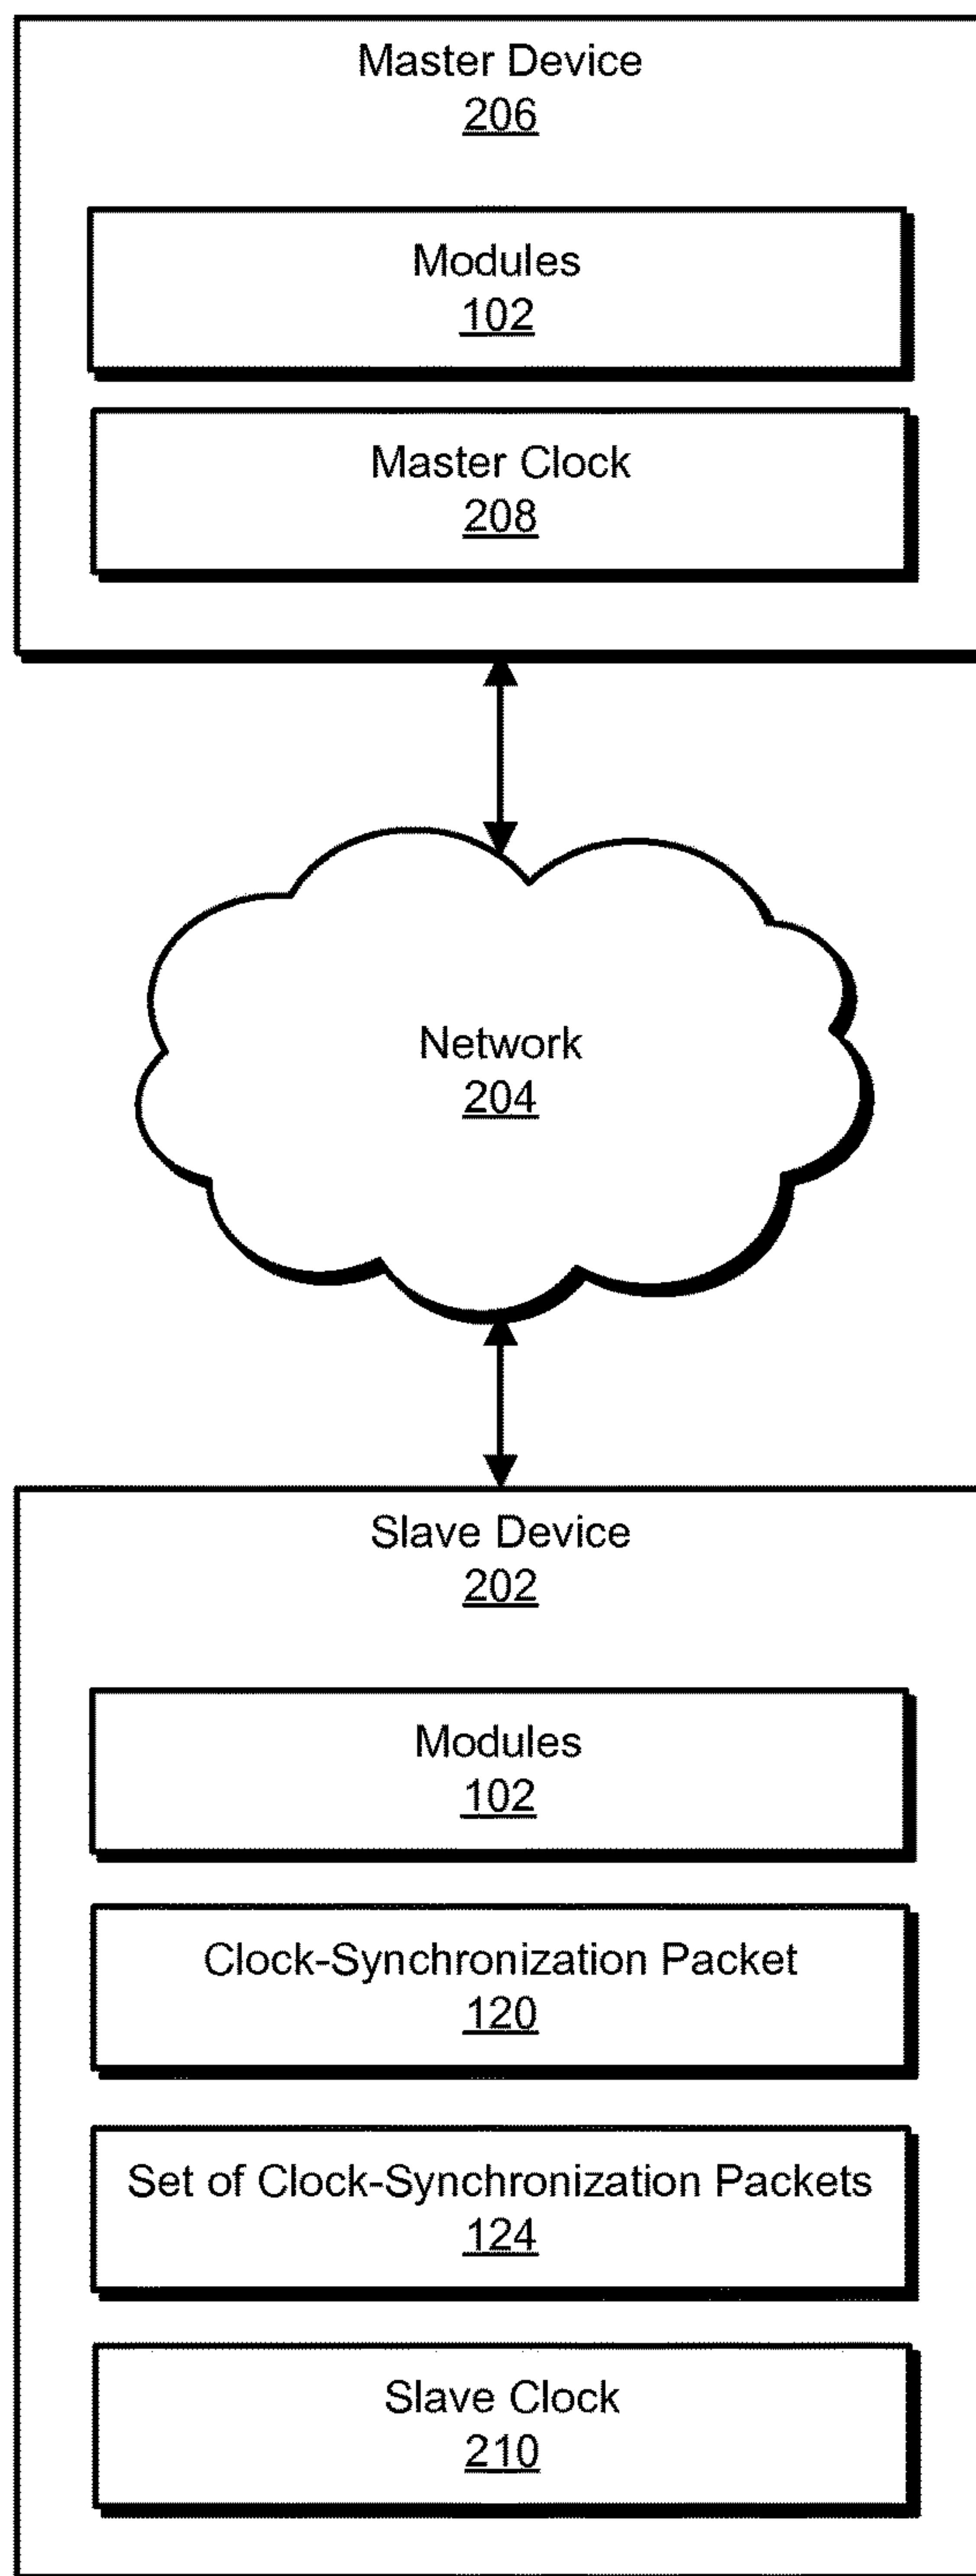 Master Device
206
Modules
102
Master Clock
208
Network
204
Slave Device
202
Modules
102
Clock-Synchronization Packet
120
Set of Clock-Synchronization Packets
124
Slave Clock
210